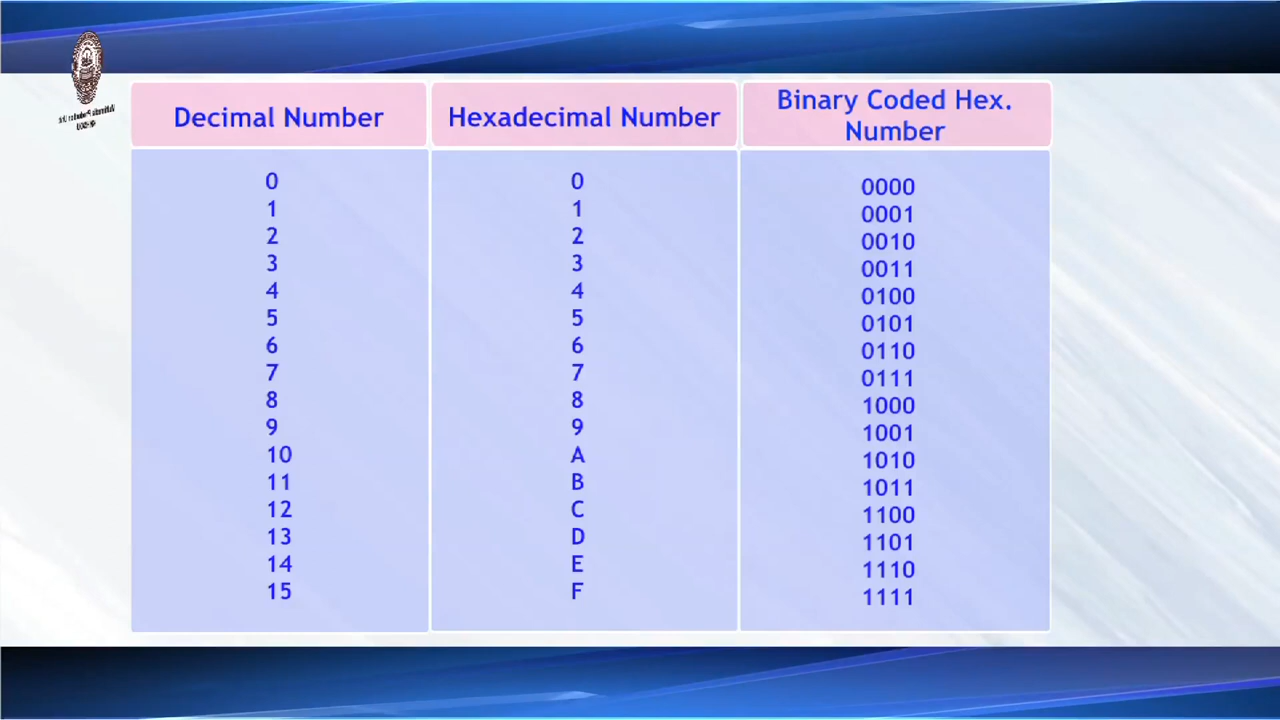 Decimal Number Hexadecimal Number Binary Coded Hex. Number
0 0 0000
1 1 0001
2 2 0010
3 3 0011
4 4 0100
5 5 0101
6 6 0110
7 7 0111
8 8 1000
9 9 1001
10 A 1010
11 B 1011
12 C 1100
13 D 1101
14 E 1110
15 F 1111